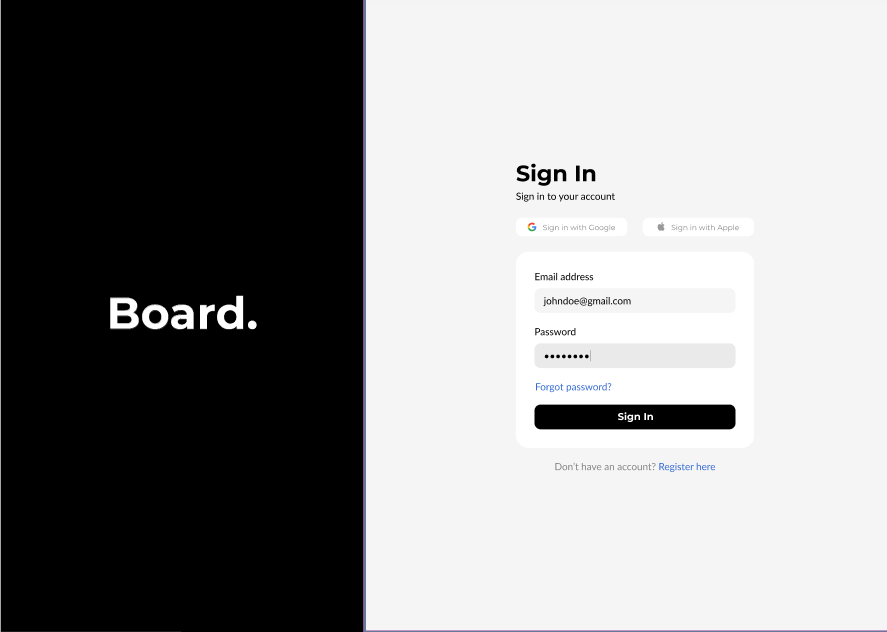 Board.
Sign In
Sign in to your account
Sign in with Google
Sign in with Apple
Email address
johndoe@gmail.com
Password
••••••••
Forgot password?
Sign In
Don't have an account? Register here